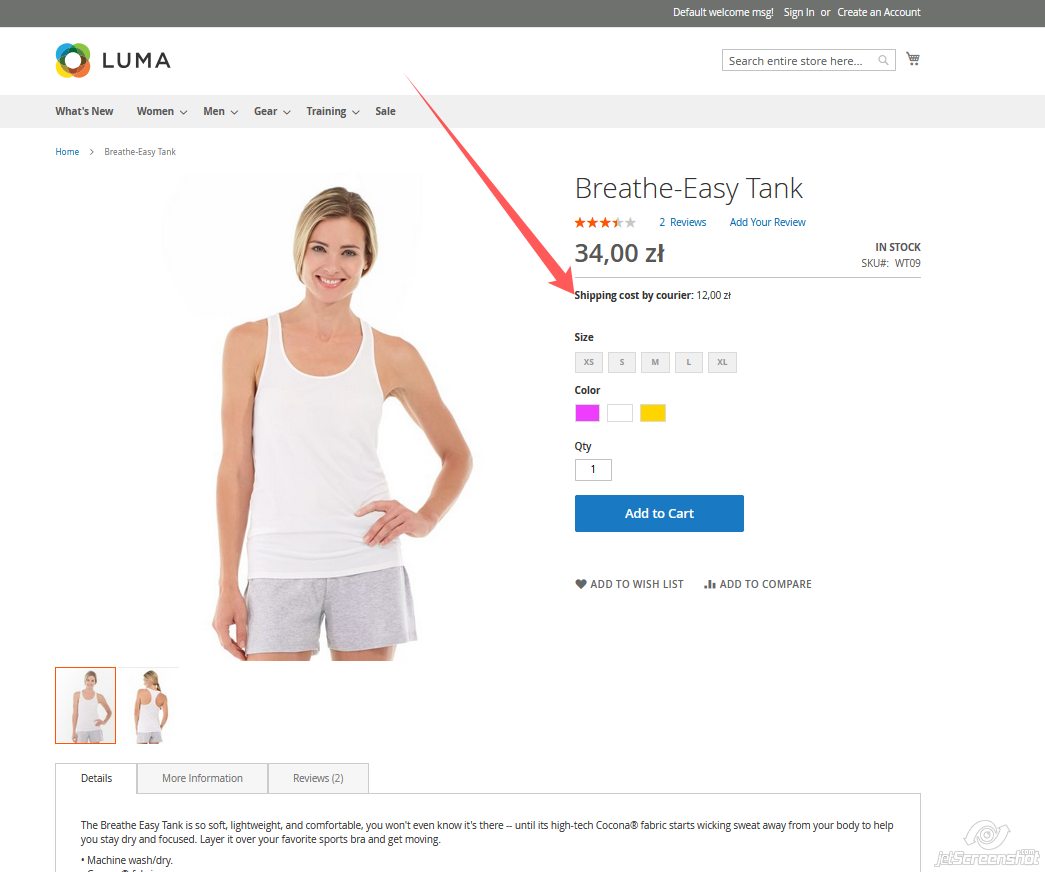 Default welcome msg! Sign In or Create an Account
LUMA
Search entire store here...
What's New Women Men Gear Training Sale
Home > Breathe-Easy Tank
Breathe-Easy Tank
2 Reviews Add Your Review
34,00 zł
IN STOCK
SKU#: WT09
Shipping cost by courier: 12,00 zł
Size
XS S M L XL
Color
Qty
1
Add to Cart
ADD TO WISH LIST ADD TO COMPARE
Details More Information Reviews (2)
The Breathe Easy Tank is so soft, lightweight, and comfortable, you won't even know it's there -- until its high-tech Cocona® fabric starts wicking sweat away from your body to help
you stay dry and focused. Layer it over your favorite sports bra and get moving.
• Machine wash/dry.
jetScreenshot.com